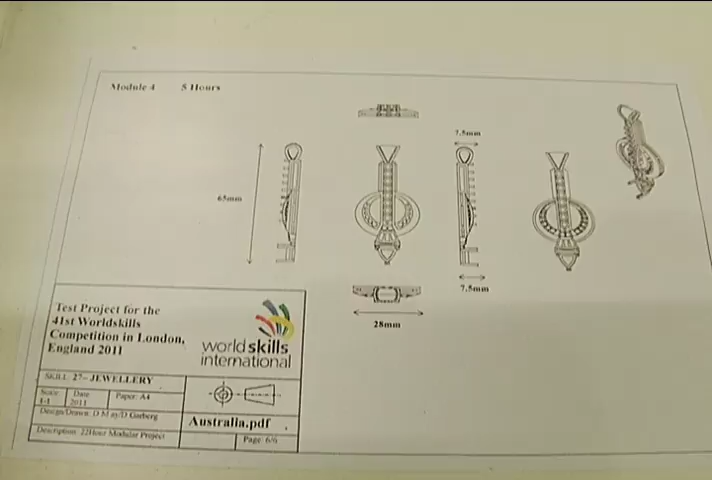 Module 4 5 Hours
7.5mm
65mm
7.5mm
28mm
Test Project for the
41st Worldskills
Competition in London,
England 2011
worldskills
international
SKILL 27- JEWELLERY
Scale Date Paper: A4
1-1 2011
Design/Drawn: D May/D Garberg
Australia.pdf
Description: 22Hour Modular Project
Page: 6/6